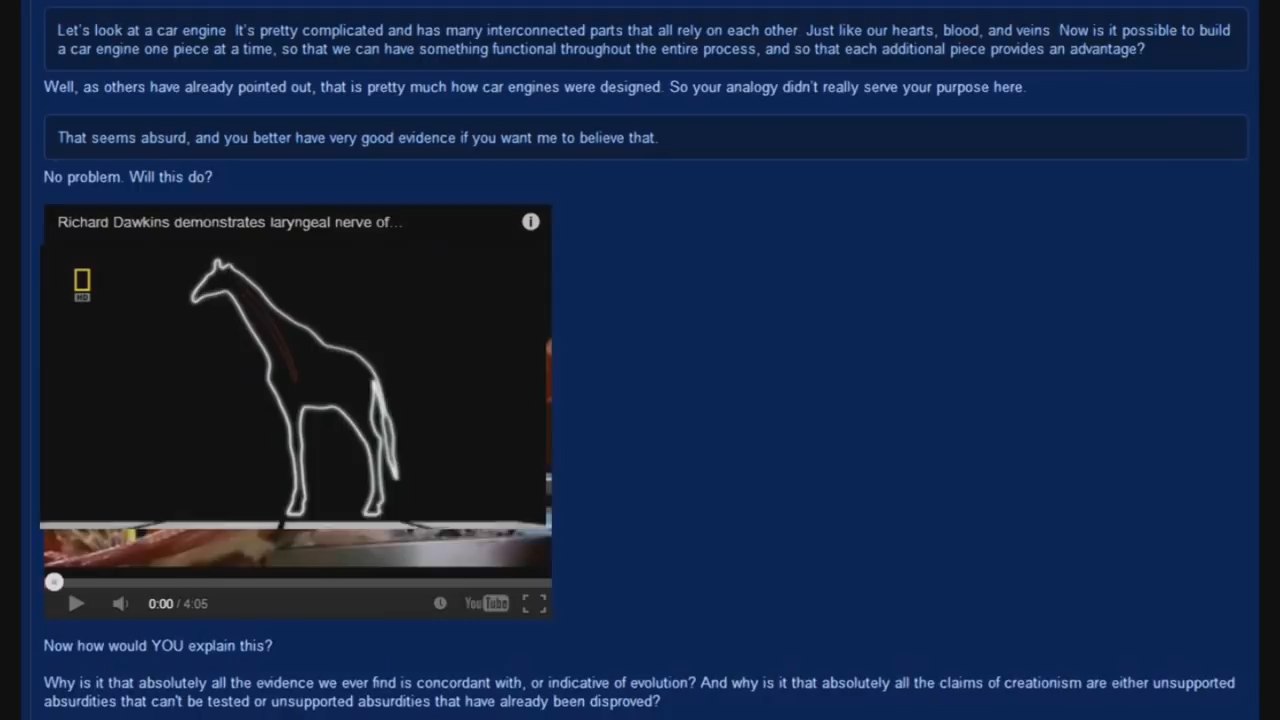 Let's look at a car engine It's pretty complicated and has many interconnected parts that all rely on each other Just like our hearts, blood, and veins Now is it possible to build
a car engine one piece at a time, so that we can have something functional throughout the entire process, and so that each additional piece provides an advantage?
Well, as others have already pointed out, that is pretty much how car engines were designed. So your analogy didn't really serve your purpose here.
That seems absurd, and you better have very good evidence if you want me to believe that.
No problem. Will this do?
Richard Dawkins demonstrates laryngeal nerve of...
HD
0:00 / 4:05
YouTube
Now how would YOU explain this?
Why is it that absolutely all the evidence we ever find is concordant with, or indicative of evolution? And why is it that absolutely all the claims of creationism are either unsupported
absurdities that can't be tested or unsupported absurdities that have already been disproved?